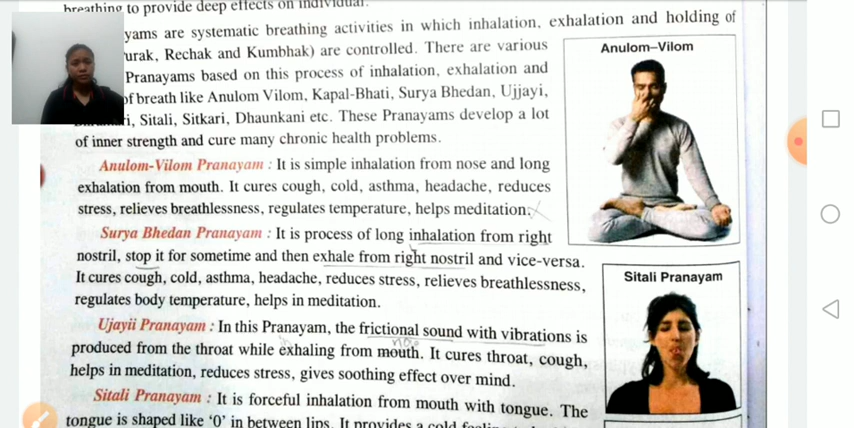 breathing to provide deep effects on individual.
yams are systematic breathing activities in which inhalation, exhalation and holding of
urak, Rechak and Kumbhak) are controlled. There are various
Pranayams based on this process of inhalation, exhalation and
of breath like Anulom Vilom, Kapal-Bhati, Surya Bhedan, Ujjayi,
ri, Sitali, Sitkari, Dhaunkani etc. These Pranayams develop a lot
of inner strength and cure many chronic health problems.
Anulom–Vilom
Anulom-Vilom Pranayam : It is simple inhalation from nose and long
exhalation from mouth. It cures cough, cold, asthma, headache, reduces
stress, relieves breathlessness, regulates temperature, helps meditation.
Surya Bhedan Pranayam : It is process of long inhalation from right
nostril, stop it for sometime and then exhale from right nostril and vice-versa.
It cures cough, cold, asthma, headache, reduces stress, relieves breathlessness,
regulates body temperature, helps in meditation.
Sitali Pranayam
Ujayii Pranayam : In this Pranayam, the frictional sound with vibrations is
produced from the throat while exhaling from mouth. It cures throat, cough,
helps in meditation, reduces stress, gives soothing effect over mind.
Sitali Pranayam : It is forceful inhalation from mouth with tongue. The
tongue is shaped like ‘0’ in between lips. It provides a cold